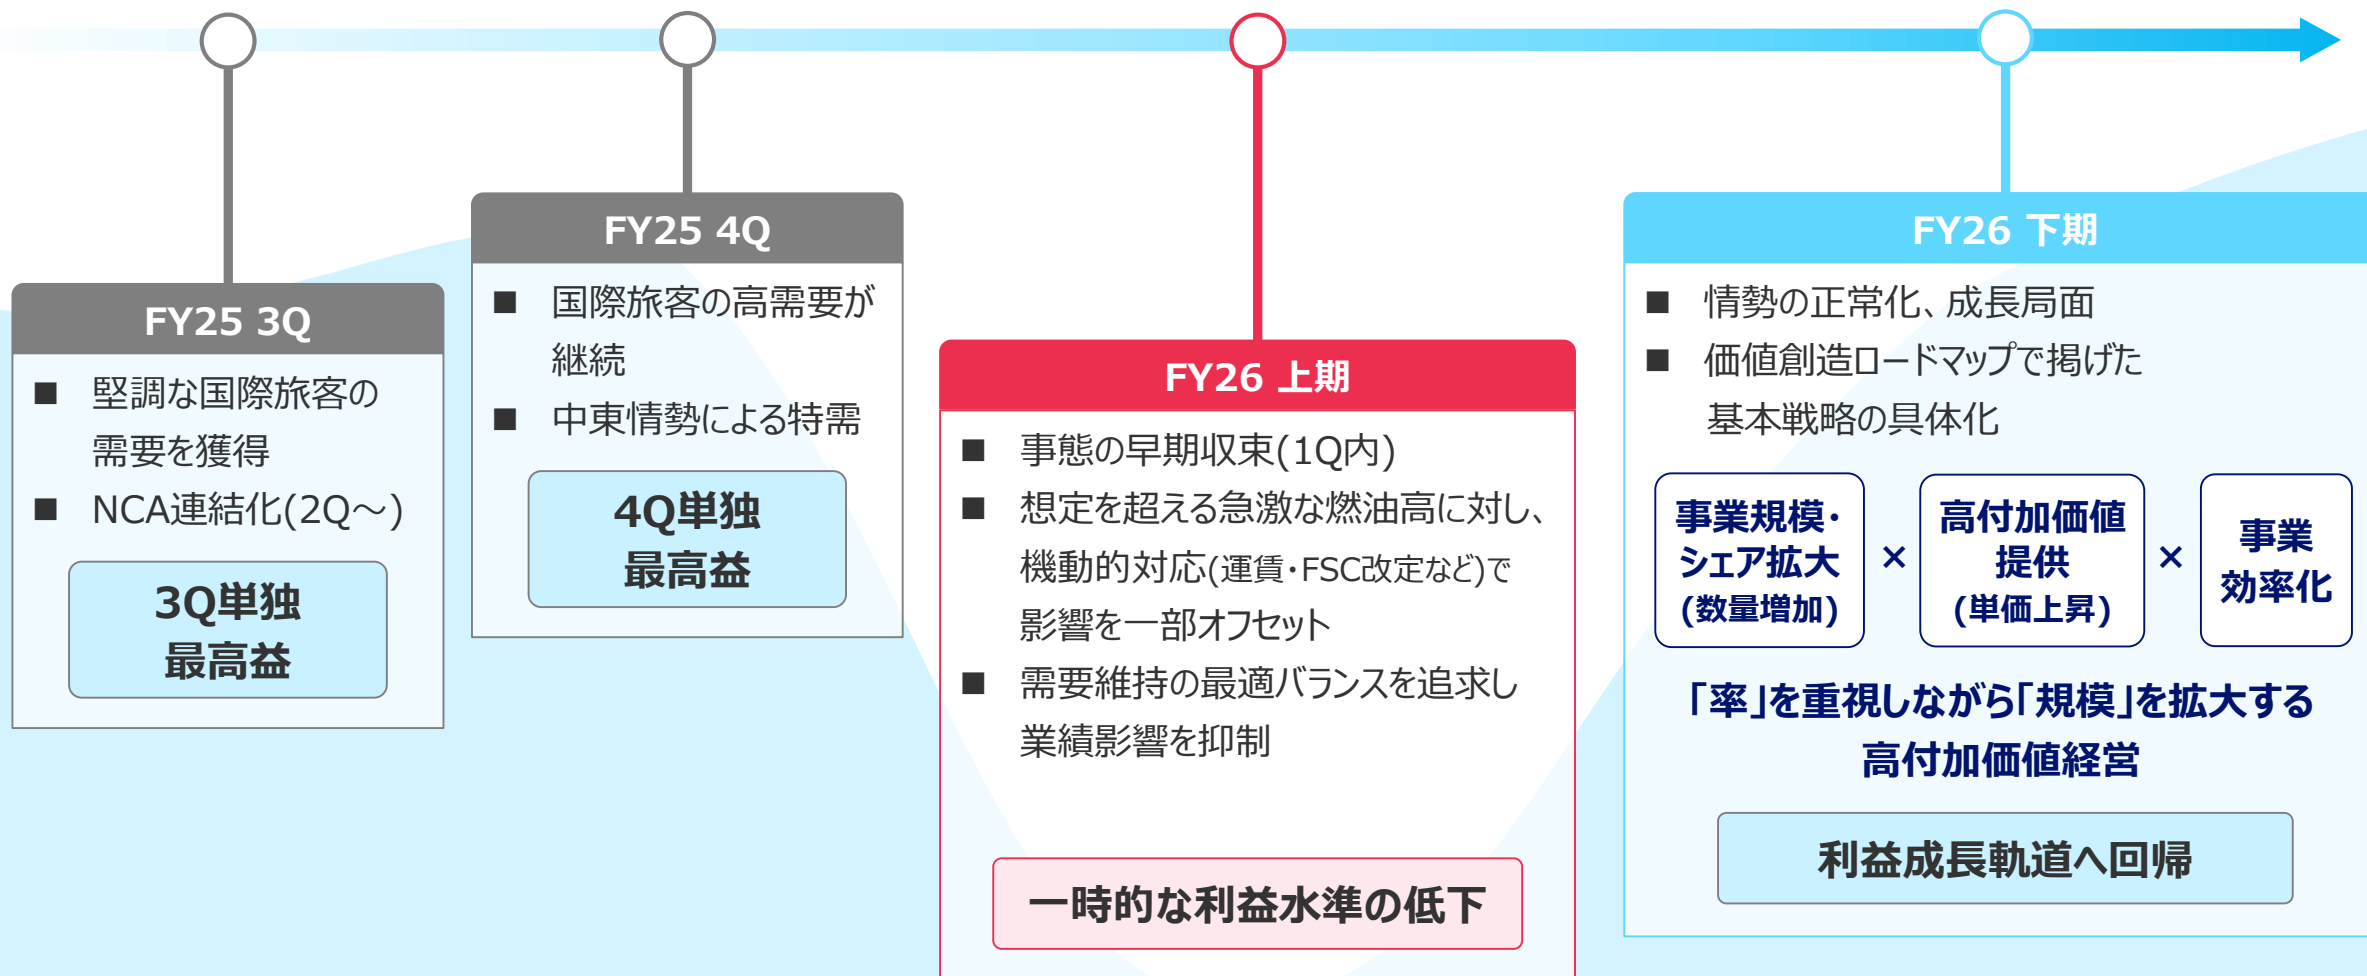 FY25 3Q
■ 堅調な国際旅客の
需要を獲得
■ NCA連結化(2Q～)
3Q単独
最高益
FY25 4Q
■ 国際旅客の高需要が
継続
■ 中東情勢による特需
4Q単独
最高益
FY26 上期
■ 事態の早期収束(1Q内)
■ 想定を超える急激な燃油高に対し、
機動的対応(運賃・FSC改定など)で
影響を一部オフセット
■ 需要維持の最適バランスを追求し
業績影響を抑制
一時的な利益水準の低下
FY26 下期
■ 情勢の正常化、成長局面
■ 価値創造ロードマップで掲げた
基本戦略の具体化
事業規模・
シェア拡大
(数量増加)
×
高付加価値
提供
(単価上昇)
×
事業
効率化
「率」を重視しながら「規模」を拡大する
高付加価値経営
利益成長軌道へ回帰